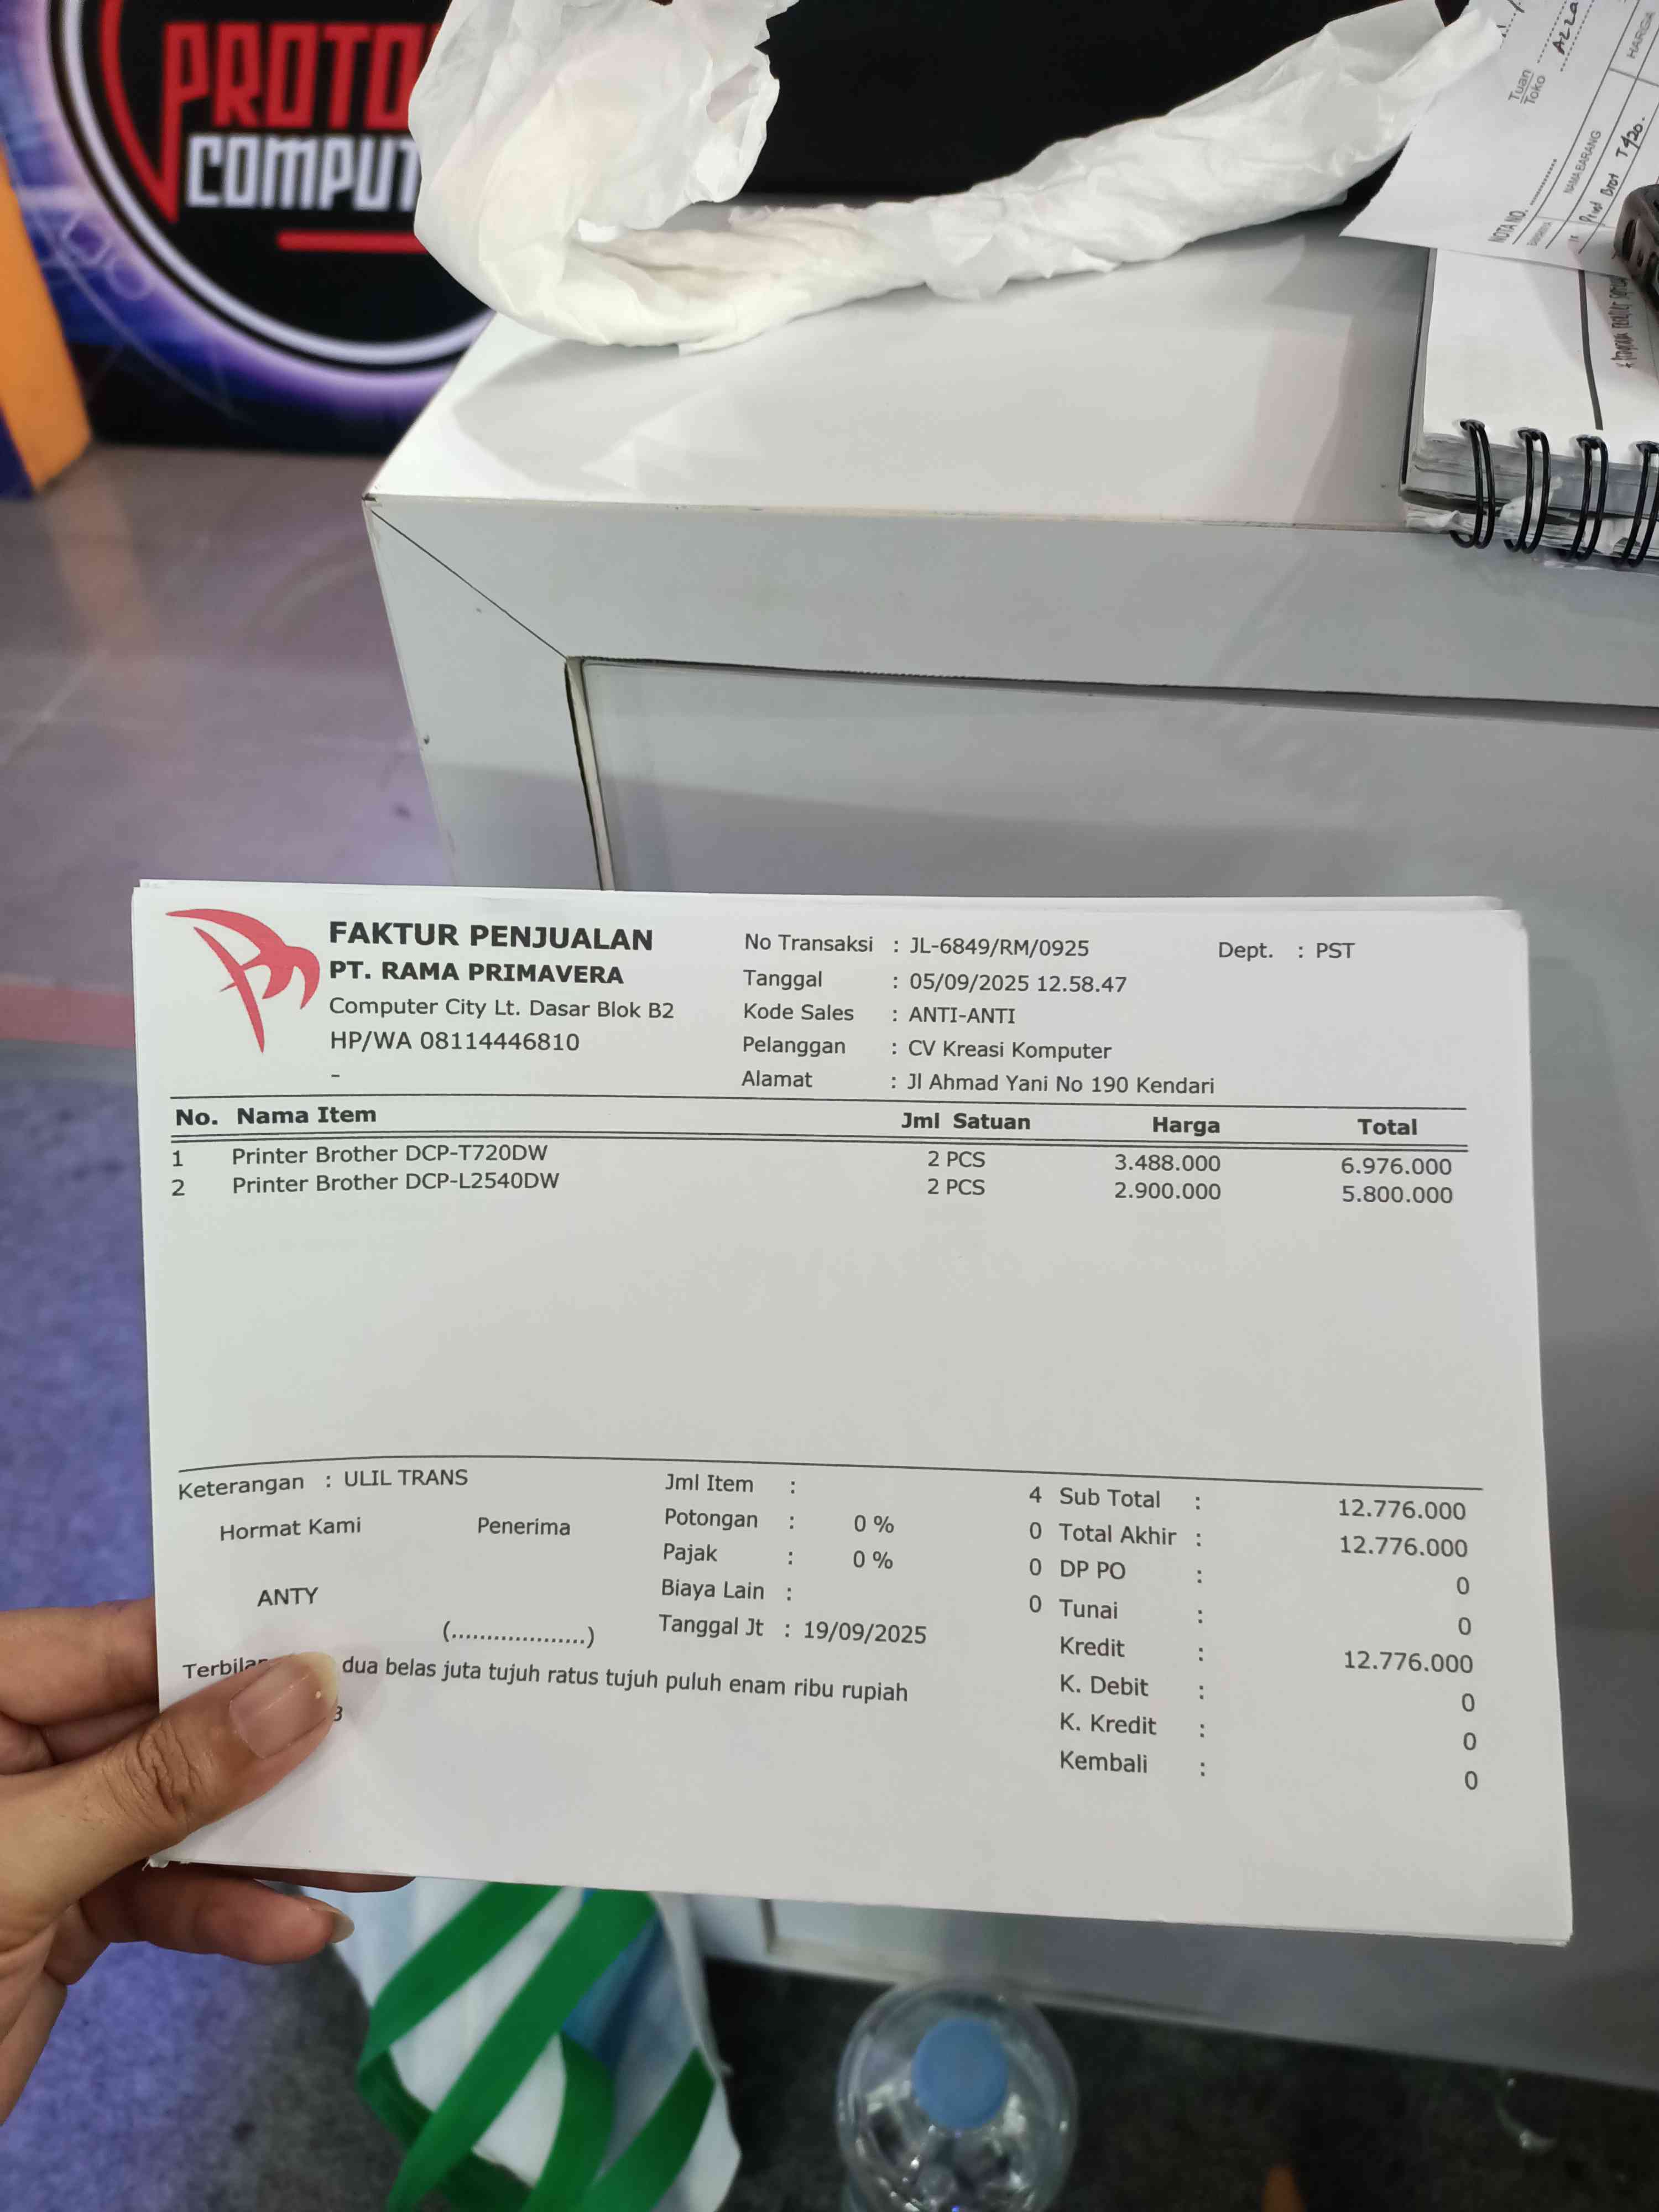 PROTO
COMPUT
Tuan
Toko
AZZA
NOTA NO.
NAMA BARANG
HARGA
T420.
FAKTUR PENJUALAN
PT. RAMA PRIMAVERA
Computer City Lt. Dasar Blok B2
HP/WA 08114446810
-
No Transaksi : JL-6849/RM/0925
Dept. : PST
Tanggal : 05/09/2025 12.58.47
Kode Sales : ANTI-ANTI
Pelanggan : CV Kreasi Komputer
Alamat : Jl Ahmad Yani No 190 Kendari
No. Nama Item Jml Satuan Harga Total
1 Printer Brother DCP-T720DW 2 PCS 3.488.000 6.976.000
2 Printer Brother DCP-L2540DW 2 PCS 2.900.000 5.800.000
Keterangan : ULIL TRANS
Hormat Kami Penerima
ANTY
(...................)
Jml Item : 4
Potongan : 0 % 0
Pajak : 0 % 0
Biaya Lain : 0
Tanggal Jt : 19/09/2025
Sub Total : 12.776.000
Total Akhir : 12.776.000
DP PO : 0
Tunai : 0
Kredit : 12.776.000
K. Debit : 0
K. Kredit : 0
Kembali : 0
dua belas juta tujuh ratus tujuh puluh enam ribu rupiah